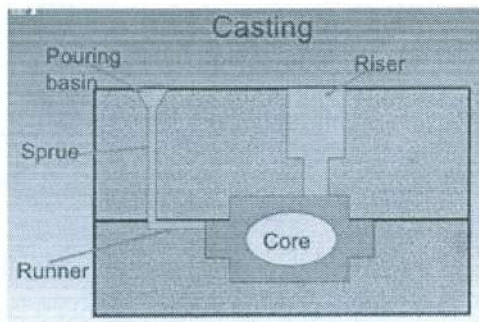 Casting
Pouring
basin
Riser
Sprue
Core
Runner